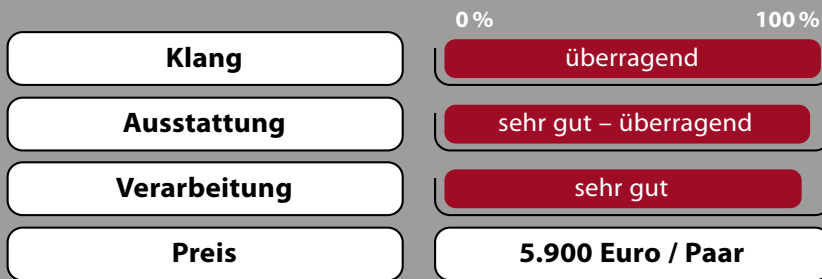 0 % 100 %
Klang überragend
Ausstattung sehr gut – überragend
Verarbeitung sehr gut
Preis 5.900 Euro / Paar